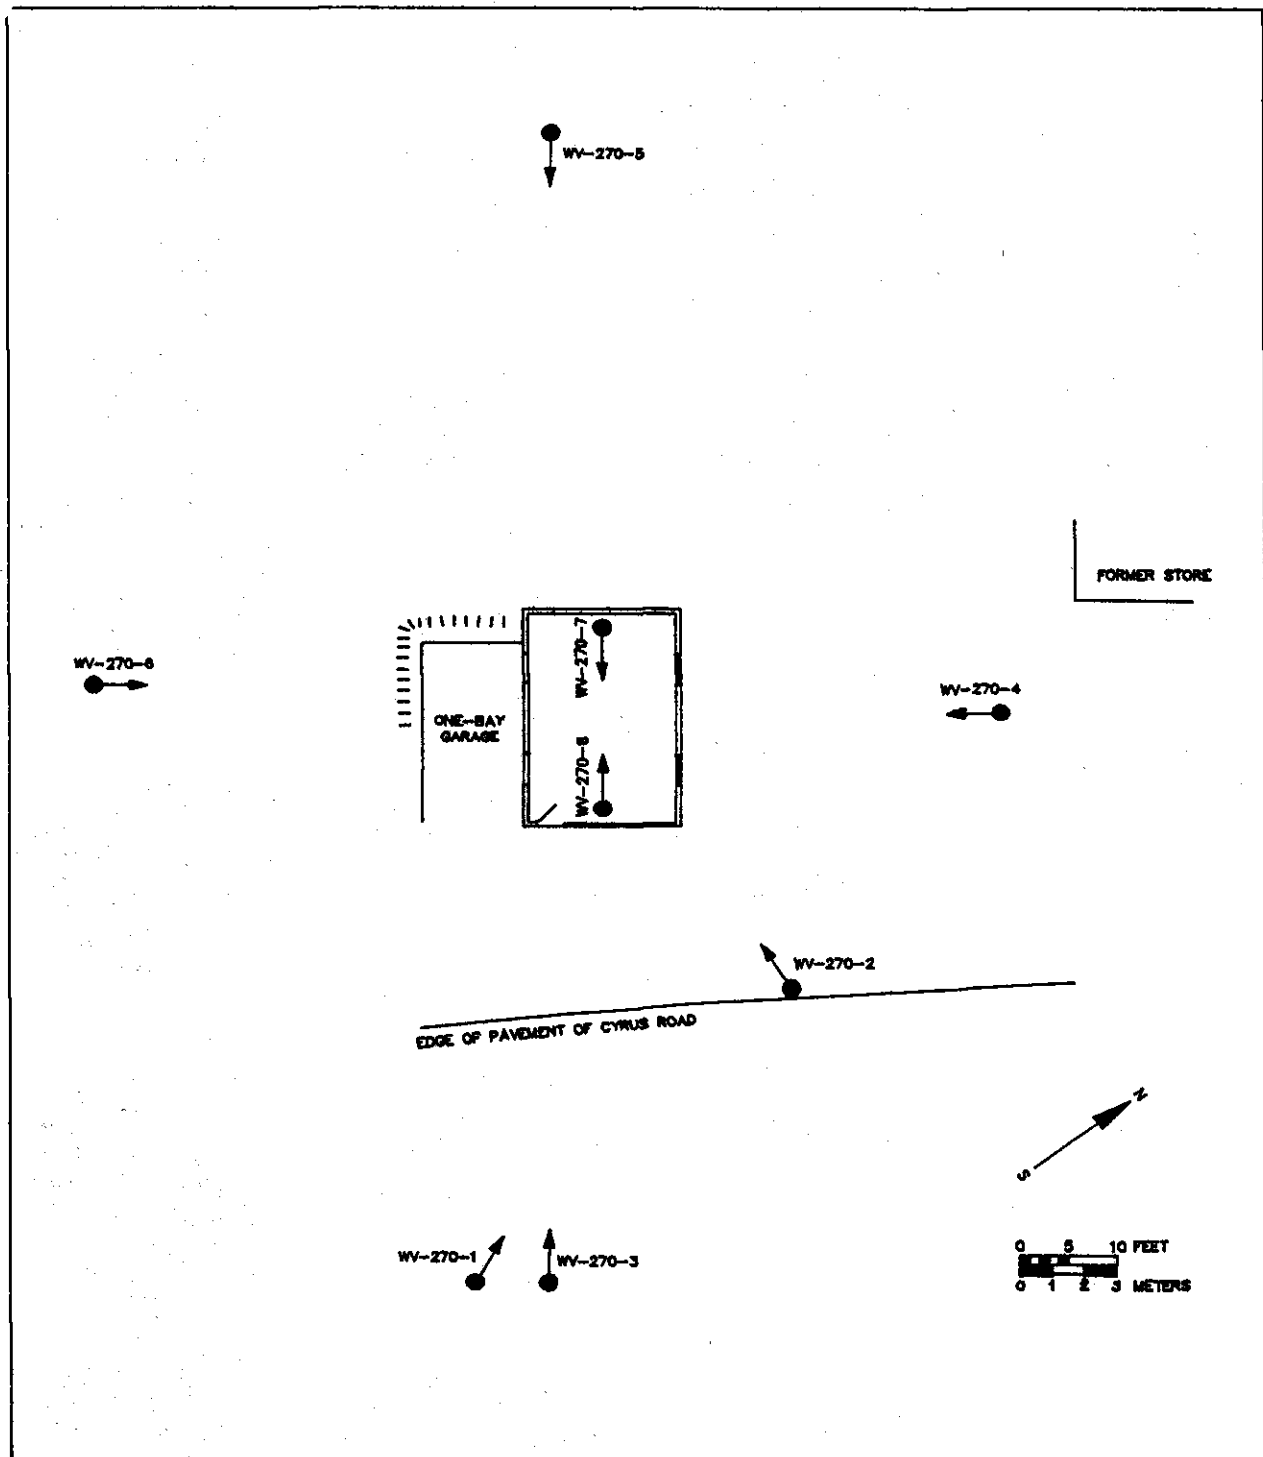 WV-270-5
FORMER STORE
WV-270-7
WV-270-6
WV-270-4
ONE-BAY
GARAGE
WV-270-8
WV-270-2
EDGE OF PAVEMENT OF CYRUS ROAD
N
S
WV-270-1
WV-270-3
0 5 10 FEET
0 1 2 3 METERS